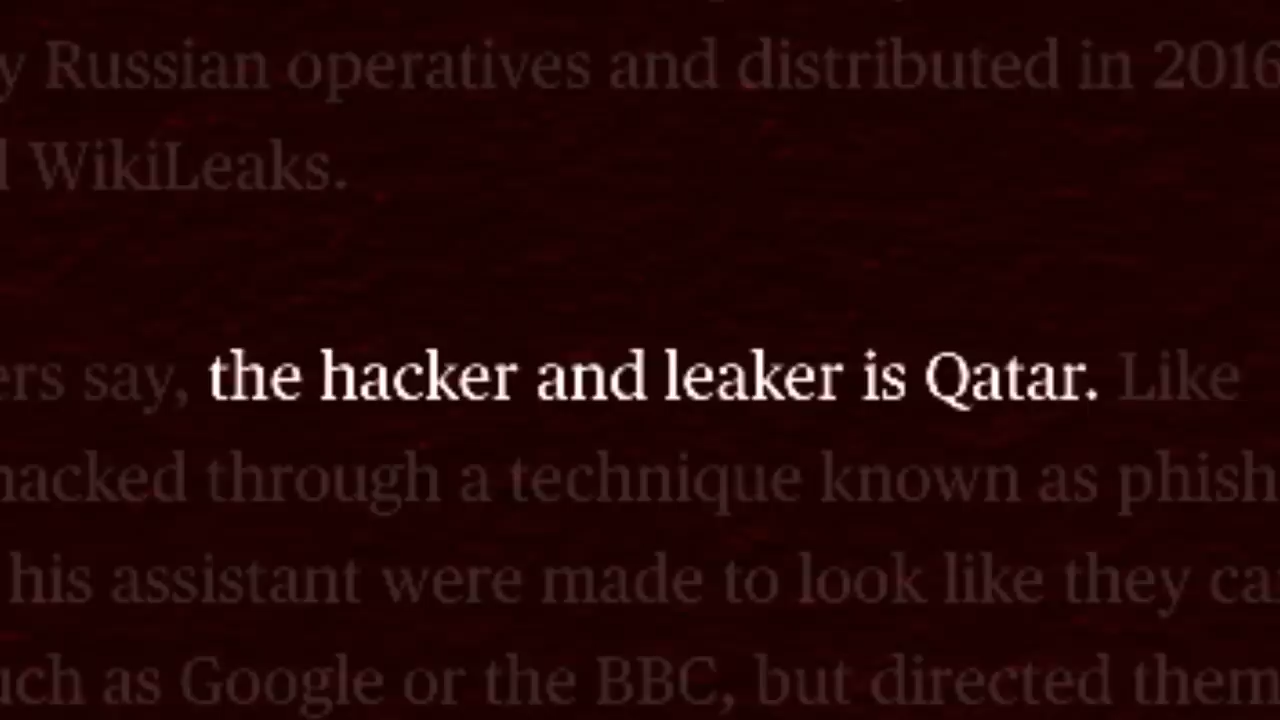 y Russian operatives and distributed in 2016
l WikiLeaks.
ers say, the hacker and leaker is Qatar. Like
hacked through a technique known as phish
his assistant were made to look like they ca
uch as Google or the BBC, but directed them